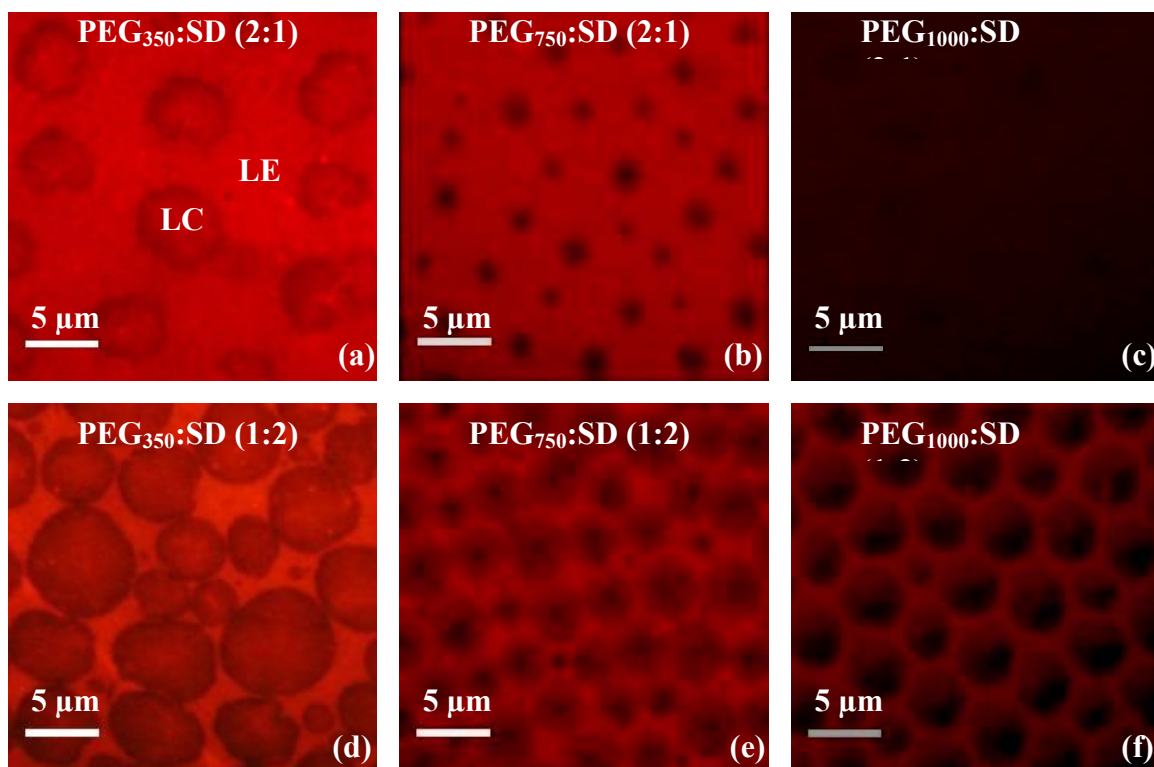 PEG₃₅₀:SD (2:1)
LE
LC
5 µm
(a)
PEG₇₅₀:SD (2:1)
5 µm
(b)
PEG₁₀₀₀:SD
5 µm
(c)
PEG₃₅₀:SD (1:2)
5 µm
(d)
PEG₇₅₀:SD (1:2)
5 µm
(e)
PEG₁₀₀₀:SD
5 µm
(f)